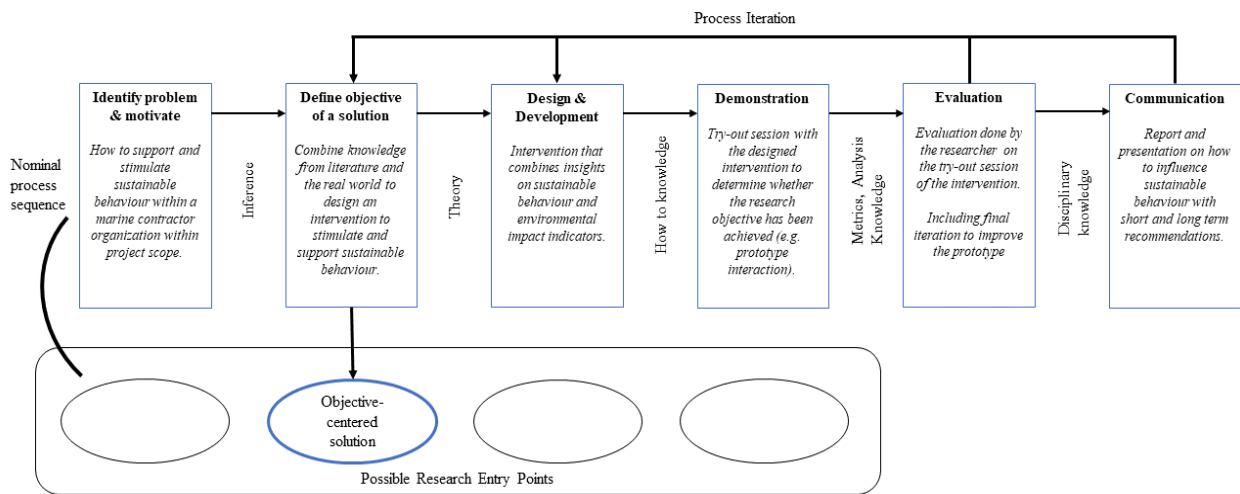 Process Iteration
Nominal
process
sequence
Identify problem
& motivate
How to support and
stimulate
sustainable
behaviour within a
marine contractor
organization within
project scope.
Inference
Define objective
of a solution
Combine knowledge
from literature and
the real world to
design an
intervention to
stimulate and
support sustainable
behaviour.
Theory
Design &
Development
Intervention that
combines insights
on sustainable
behaviour and
environmental
impact indicators.
How to knowledge
Demonstration
Try-out session with
the designed
intervention to
determine whether
the research
objective has been
achieved (e.g.
prototype
interaction).
Metrics, Analysis
Knowledge
Evaluation
Evaluation done by
the researcher on
the try-out session
of the intervention.
Including final
iteration to improve
the prototype
Disciplinary
knowledge
Communication
Report and
presentation on how
to influence
sustainable
behaviour with
short and long term
recommendations.
Objective-
centered
solution
Possible Research Entry Points